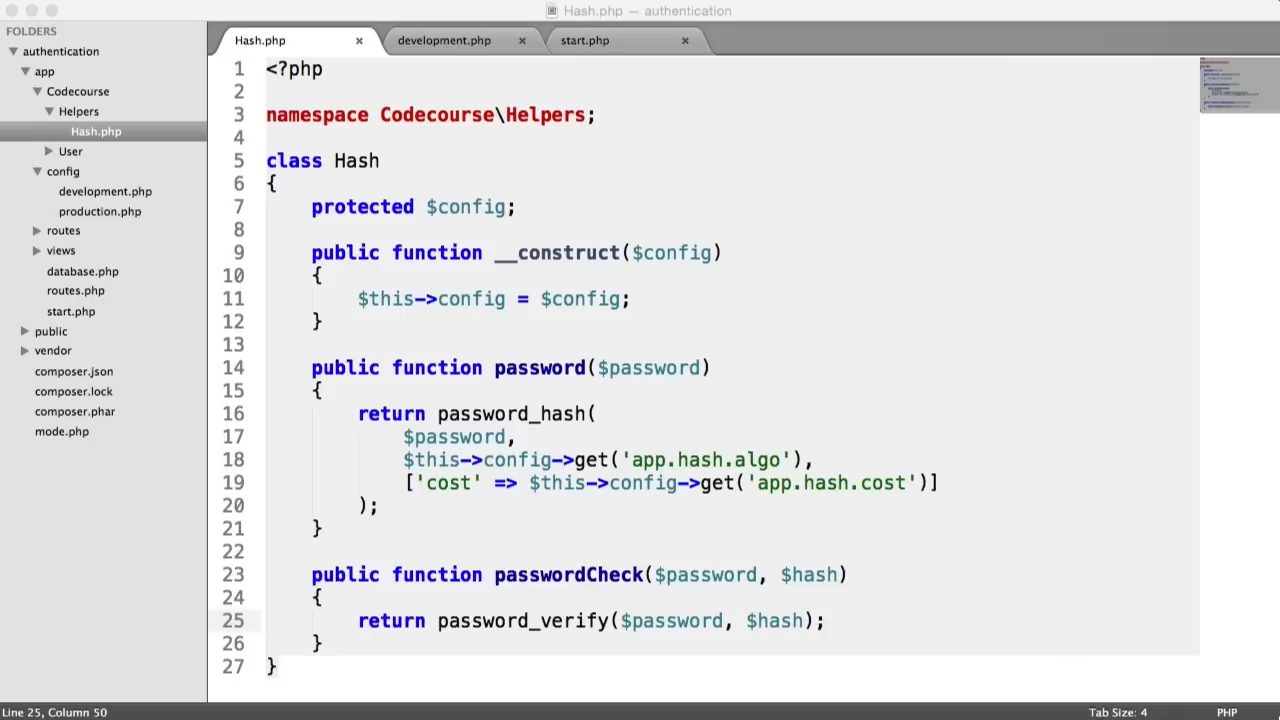 Hash.php — authentication
FOLDERS
authentication
app
Codecourse
Helpers
Hash.php
User
config
development.php
production.php
routes
views
database.php
routes.php
start.php
public
vendor
composer.json
composer.lock
composer.phar
mode.php
Hash.php × development.php × start.php ×
1 <?php
2
3 namespace Codecourse\Helpers;
4
5 class Hash
6 {
7 protected $config;
8
9 public function __construct($config)
10 {
11 $this->config = $config;
12 }
13
14 public function password($password)
15 {
16 return password_hash(
17 $password,
18 $this->config->get('app.hash.algo'),
19 ['cost' => $this->config->get('app.hash.cost')]
20 );
21 }
22
23 public function passwordCheck($password, $hash)
24 {
25 return password_verify($password, $hash);
26 }
27 }
Line 25, Column 50
Tab Size: 4
PHP